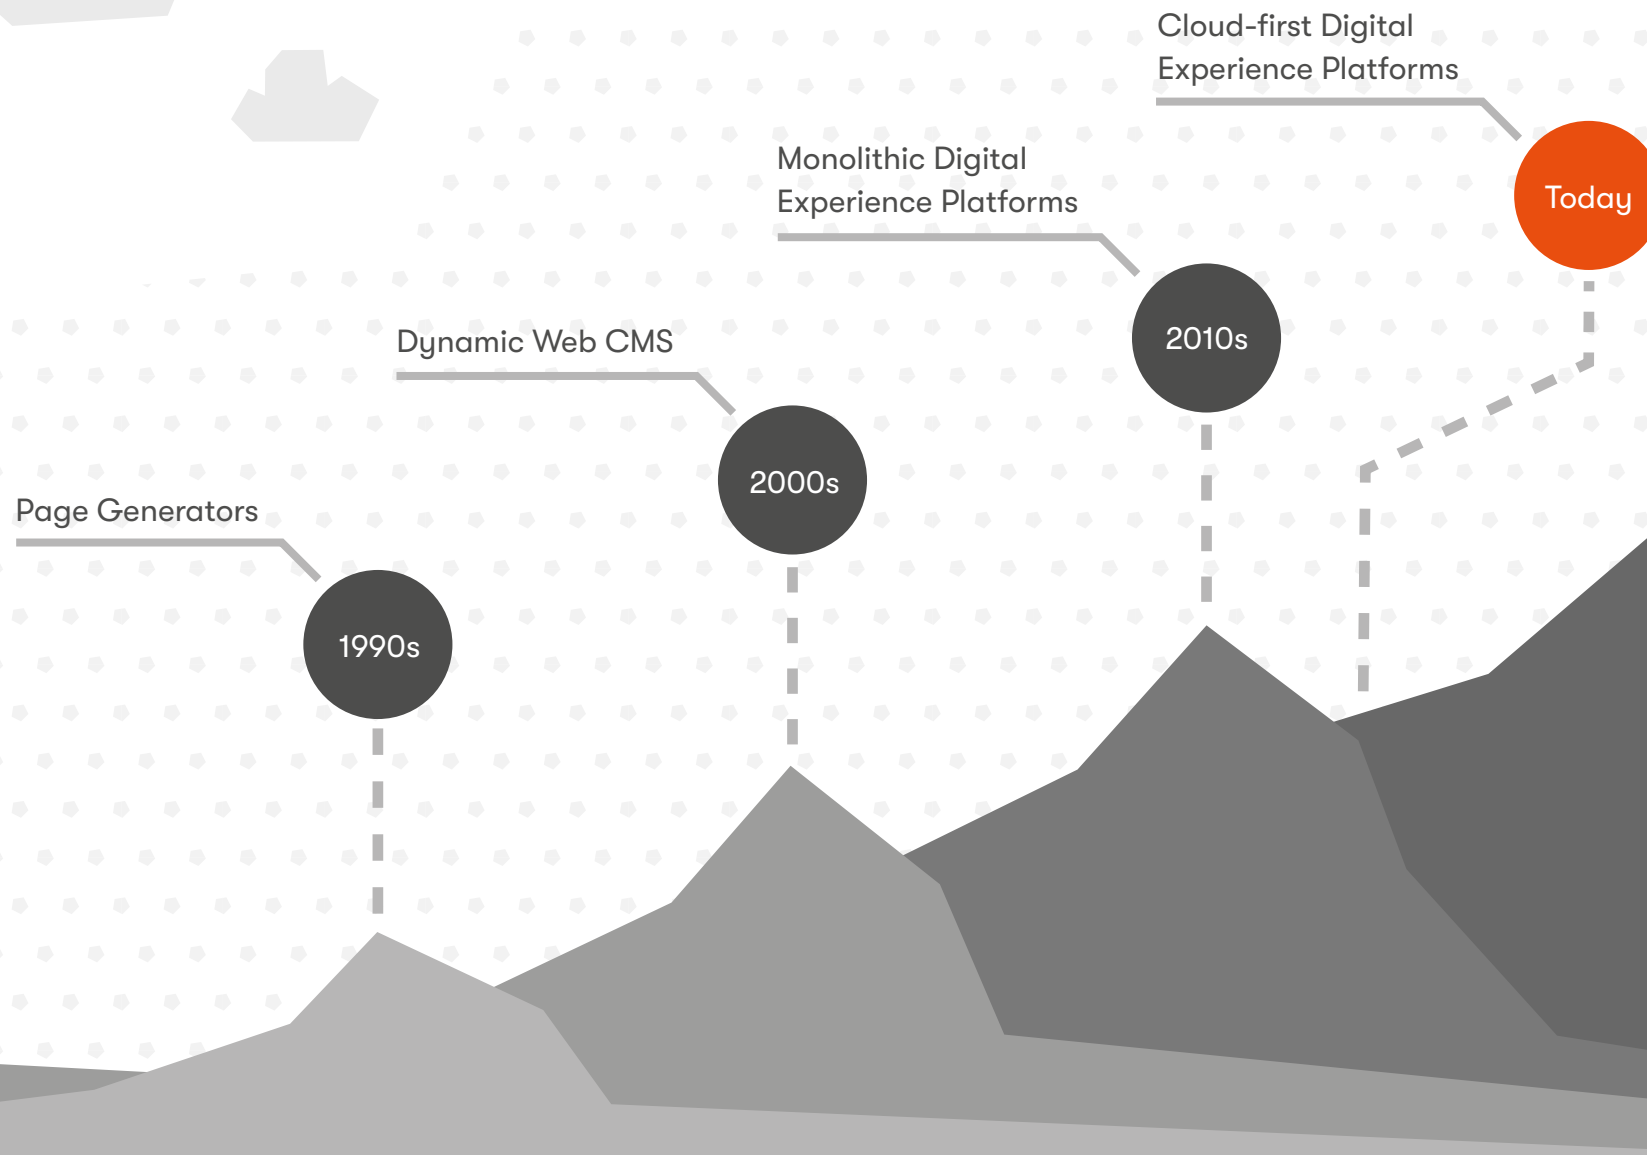 Page Generators
1990s
Dynamic Web CMS
2000s
Monolithic Digital
Experience Platforms
2010s
Cloud-first Digital
Experience Platforms
Today